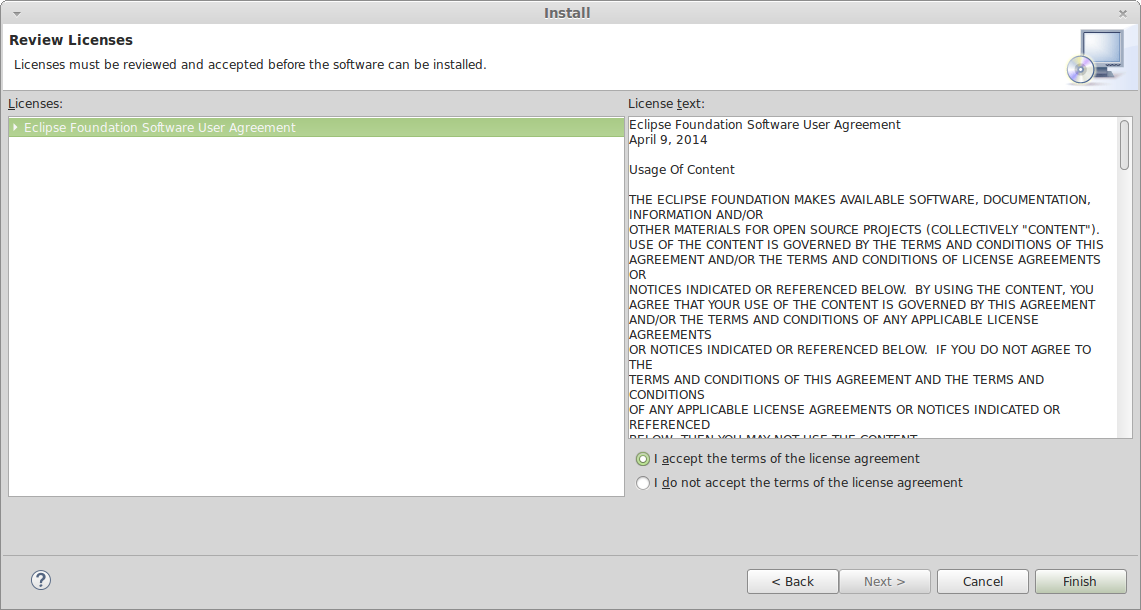 Install
Review Licenses
Licenses must be reviewed and accepted before the software can be installed.
Licenses:
Eclipse Foundation Software User Agreement
License text:
Eclipse Foundation Software User Agreement
April 9, 2014
Usage Of Content
THE ECLIPSE FOUNDATION MAKES AVAILABLE SOFTWARE, DOCUMENTATION,
INFORMATION AND/OR
OTHER MATERIALS FOR OPEN SOURCE PROJECTS (COLLECTIVELY "CONTENT").
USE OF THE CONTENT IS GOVERNED BY THE TERMS AND CONDITIONS OF THIS
AGREEMENT AND/OR THE TERMS AND CONDITIONS OF LICENSE AGREEMENTS
OR
NOTICES INDICATED OR REFERENCED BELOW.  BY USING THE CONTENT, YOU
AGREE THAT YOUR USE OF THE CONTENT IS GOVERNED BY THIS AGREEMENT
AND/OR THE TERMS AND CONDITIONS OF ANY APPLICABLE LICENSE
AGREEMENTS
OR NOTICES INDICATED OR REFERENCED BELOW.  IF YOU DO NOT AGREE TO
THE
TERMS AND CONDITIONS OF THIS AGREEMENT AND THE TERMS AND
CONDITIONS
OF ANY APPLICABLE LICENSE AGREEMENTS OR NOTICES INDICATED OR
REFERENCED
BELOW, THEN YOU MAY NOT USE THE CONTENT.
I accept the terms of the license agreement
I do not accept the terms of the license agreement
?
< Back
Next >
Cancel
Finish